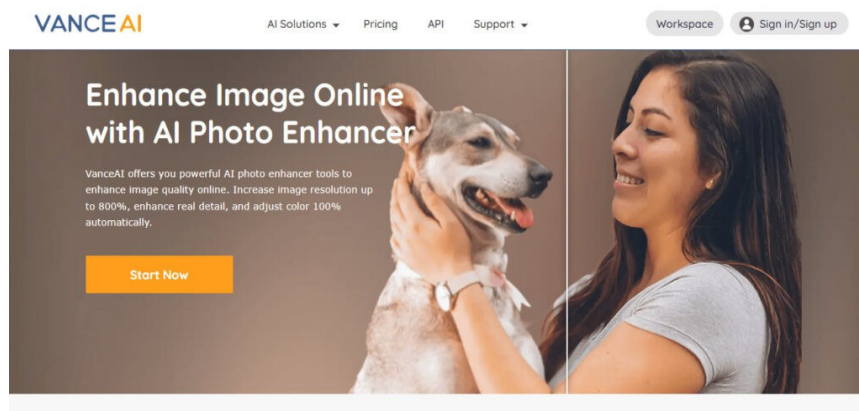 VANCE AI
AI Solutions Pricing API Support
Workspace
Sign in/Sign up
Enhance Image Online
with AI Photo Enhancer
VanceAI offers you powerful AI photo enhancer tools to
enhance image quality online. Increase image resolution up
to 800%, enhance real detail, and adjust color 100%
automatically.
Start Now